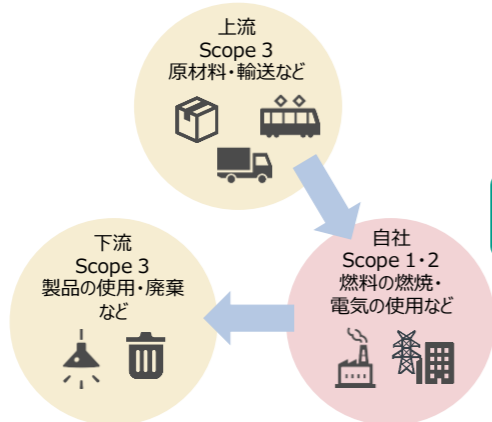 上流
Scope 3
原材料・輸送など
自社
Scope 1・2
燃料の燃焼・
電気の使用など
下流
Scope 3
製品の使用・廃棄
など